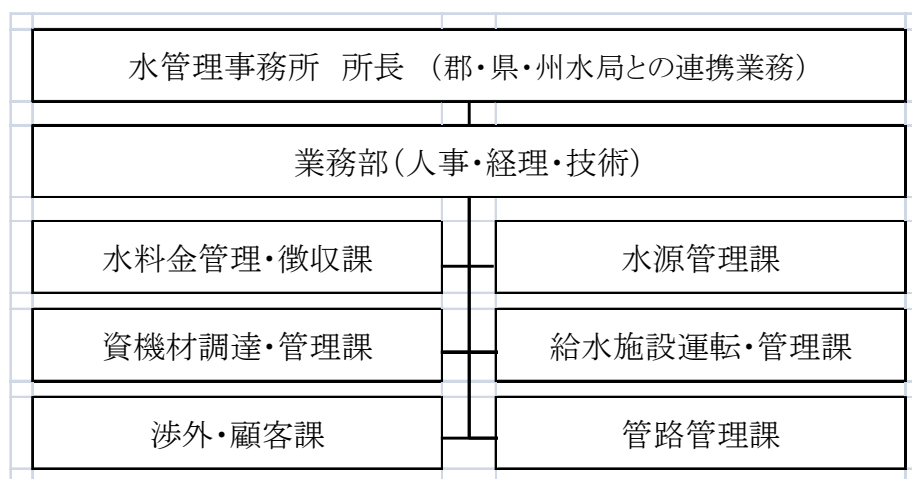 水管理事務所 所長 (郡・県・州水局との連携業務)
業務部(人事・経理・技術)
水料金管理・徴収課
水源管理課
資機材調達・管理課
給水施設運転・管理課
渉外・顧客課
管路管理課